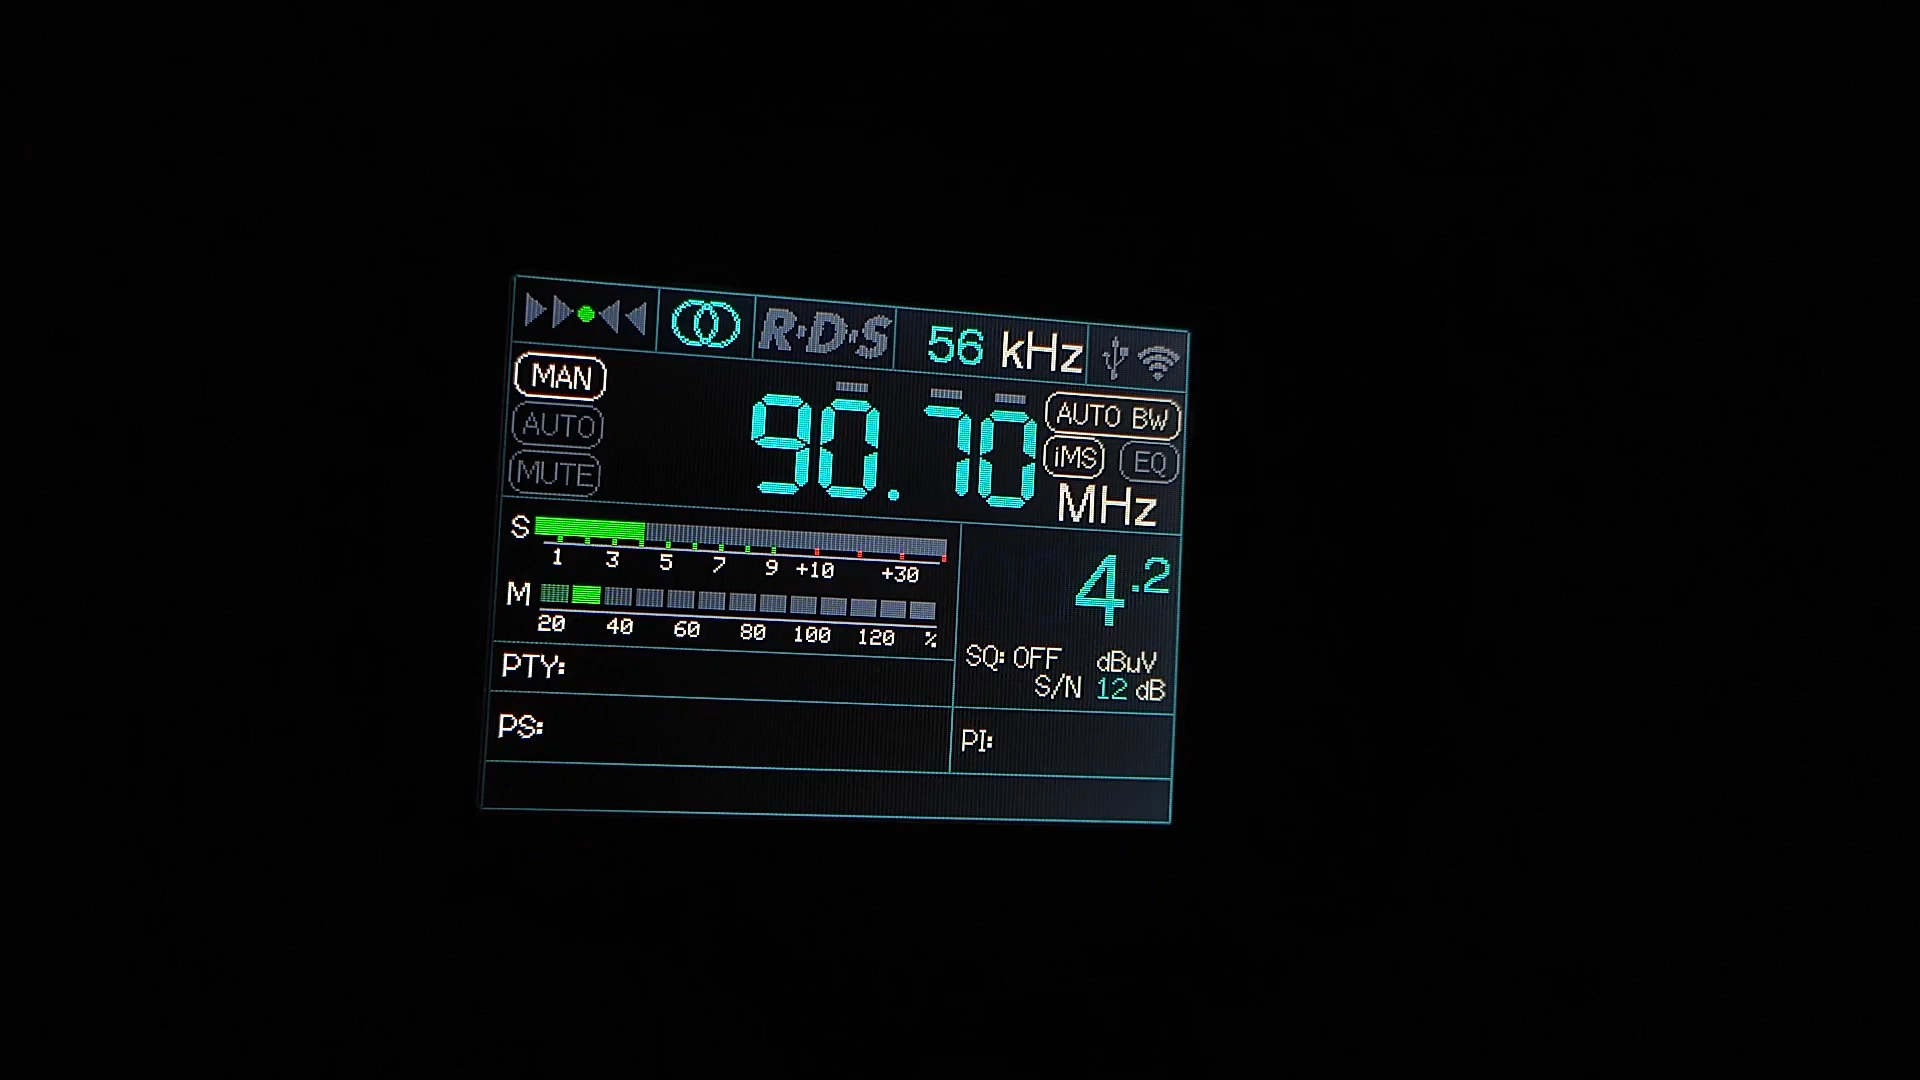 R·D·S 56 kHz
MAN
AUTO
MUTE
90.70
AUTO BW
iMS EQ
MHz
S
1 3 5 7 9 +10 +30
M
20 40 60 80 100 120 %
4.2
SQ: OFF dBuV
S/N 12 dB
PTY:
PS:
PI: